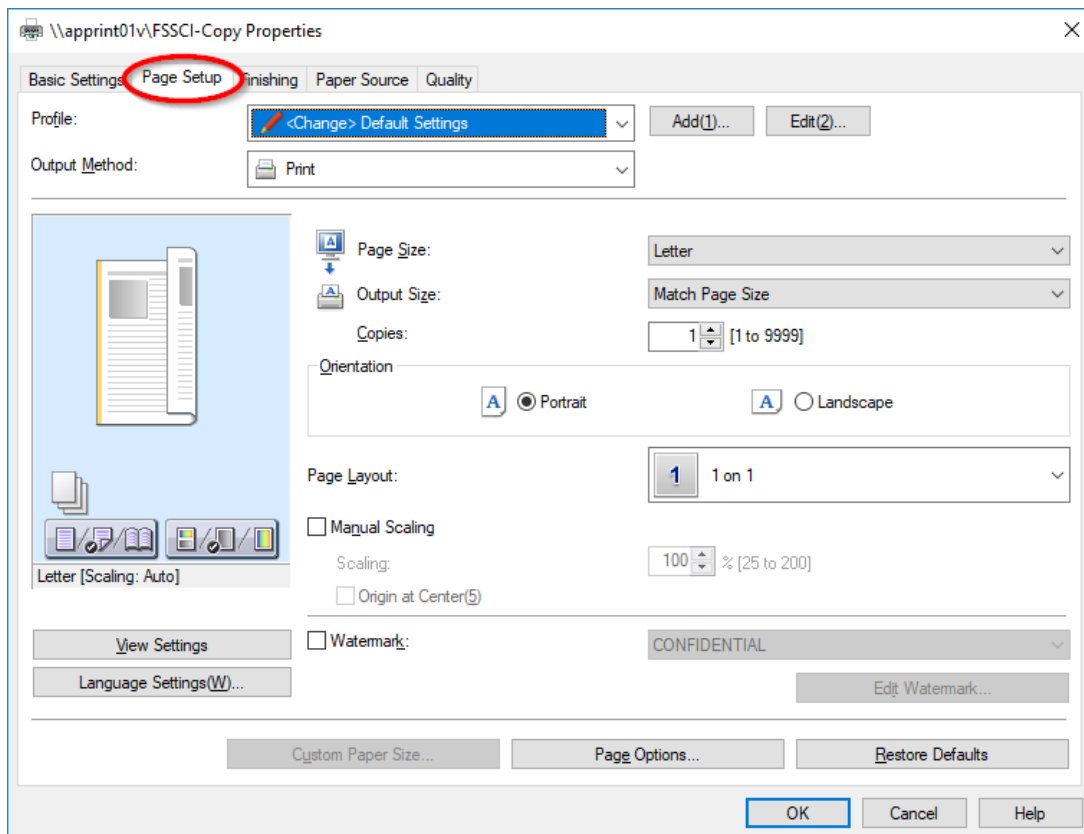 \\apprint01v\FSSCI-Copy Properties
Basic Settings Page Setup Finishing Paper Source Quality
Profile: <Change> Default Settings Add(1)... Edit(2)...
Output Method: Print
Page Size: Letter
Output Size: Match Page Size
Copies: 1 [1 to 9999]
Orientation
A Portrait A Landscape
Page Layout: 1 1 on 1
Manual Scaling
Scaling: 100 % [25 to 200]
Letter [Scaling: Auto]
Origin at Center(5)
View Settings
Watermark: CONFIDENTIAL
Language Settings(W)...
Edit Watermark...
Custom Paper Size... Page Options... Restore Defaults
OK Cancel Help